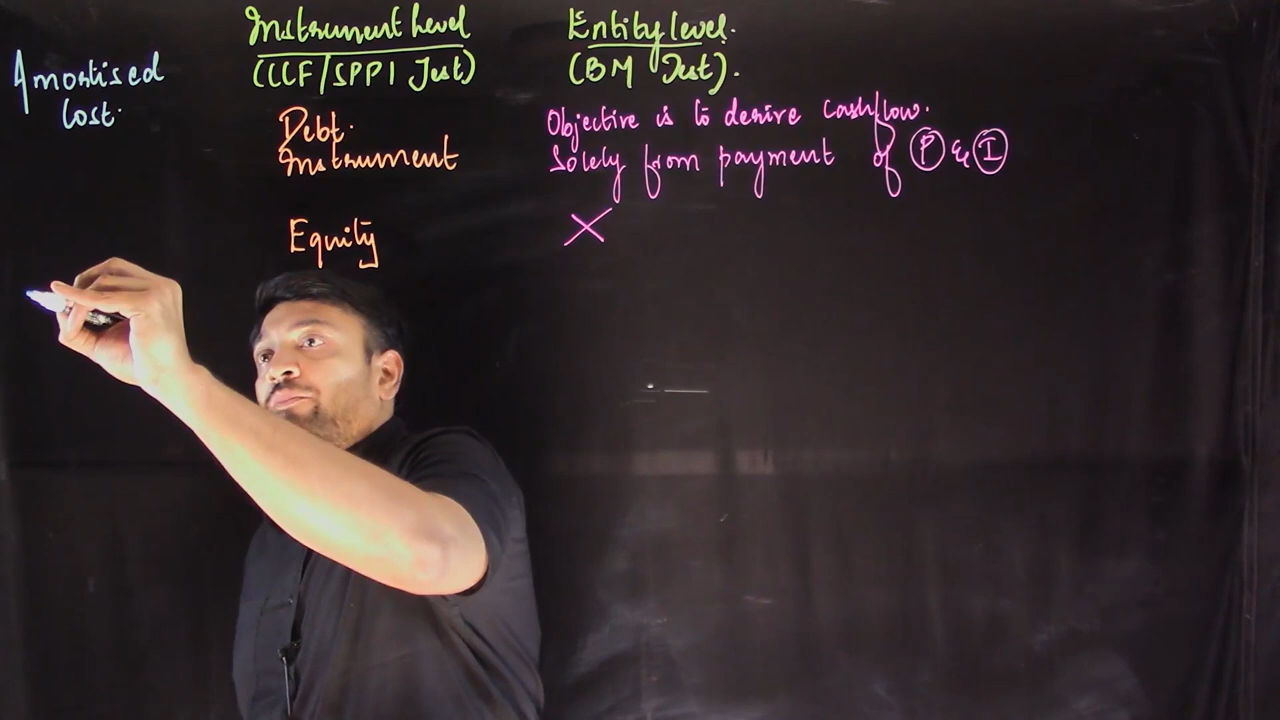 Instrument Level
(CCF/SPPI Test)
Entity level.
(BM Test).
Amortised
Cost.
Debt.
Instrument
Objective is to derive cashflow.
Solely from payment of P & I
Equity
X